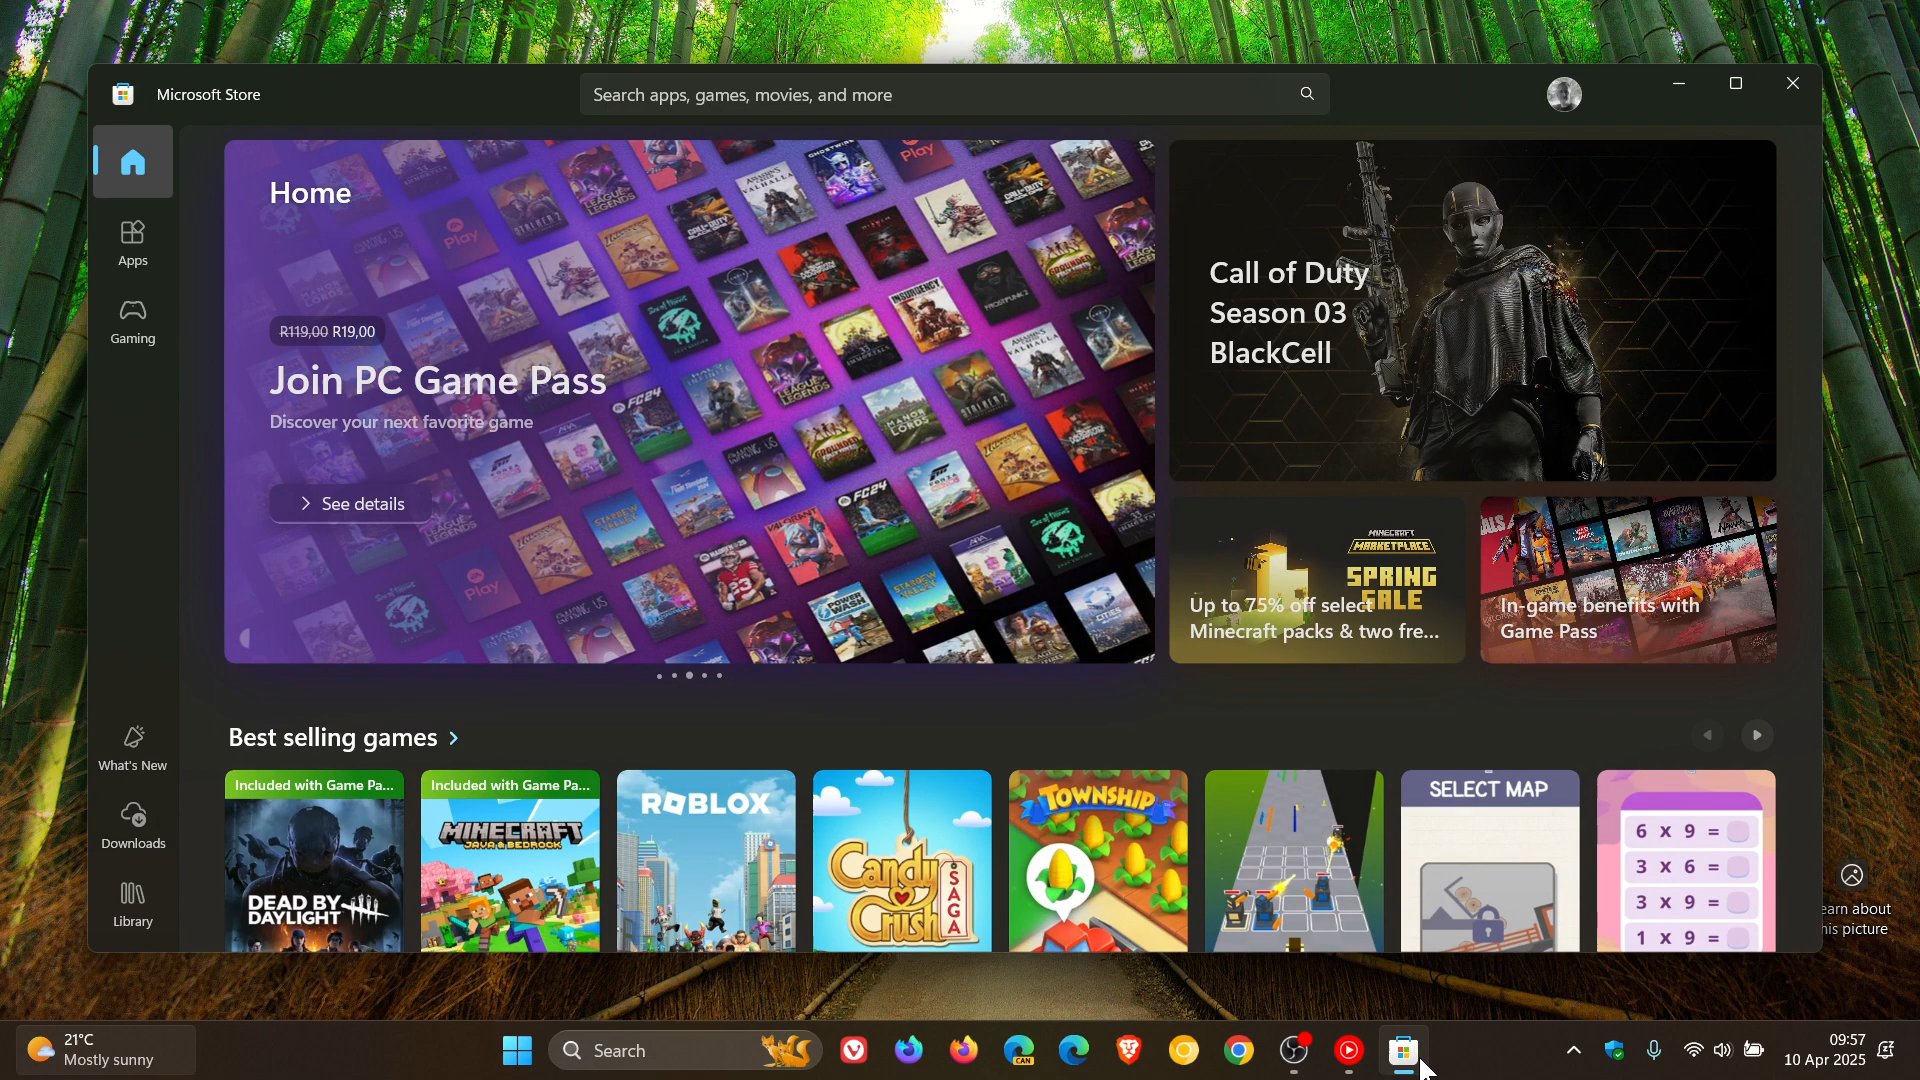 Microsoft Store
Search apps, games, movies, and more
Home
Apps
Gaming
What's New
Downloads
Library
Home
R119,00 R19,00
Join PC Game Pass
Discover your next favorite game
See details
Call of Duty
Season 03
BlackCell
MINECRAFT
MARKETPLACE
SPRING
SALE
Up to 75% off select
Minecraft packs & two fre...
In-game benefits with
Game Pass
Best selling games
Included with Game Pa...
DEAD BY
DAYLIGHT
Included with Game Pa...
MINECRAFT
JAVA & BEDROCK
ROBLOX
Candy
Crush
SAGA
TOWNSHIP
SELECT MAP
6 x 9 =
3 x 6 =
3 x 9 =
1 x 9 =
earn about
his picture
21°C
Mostly sunny
Search
CAN
09:57
10 Apr 2025